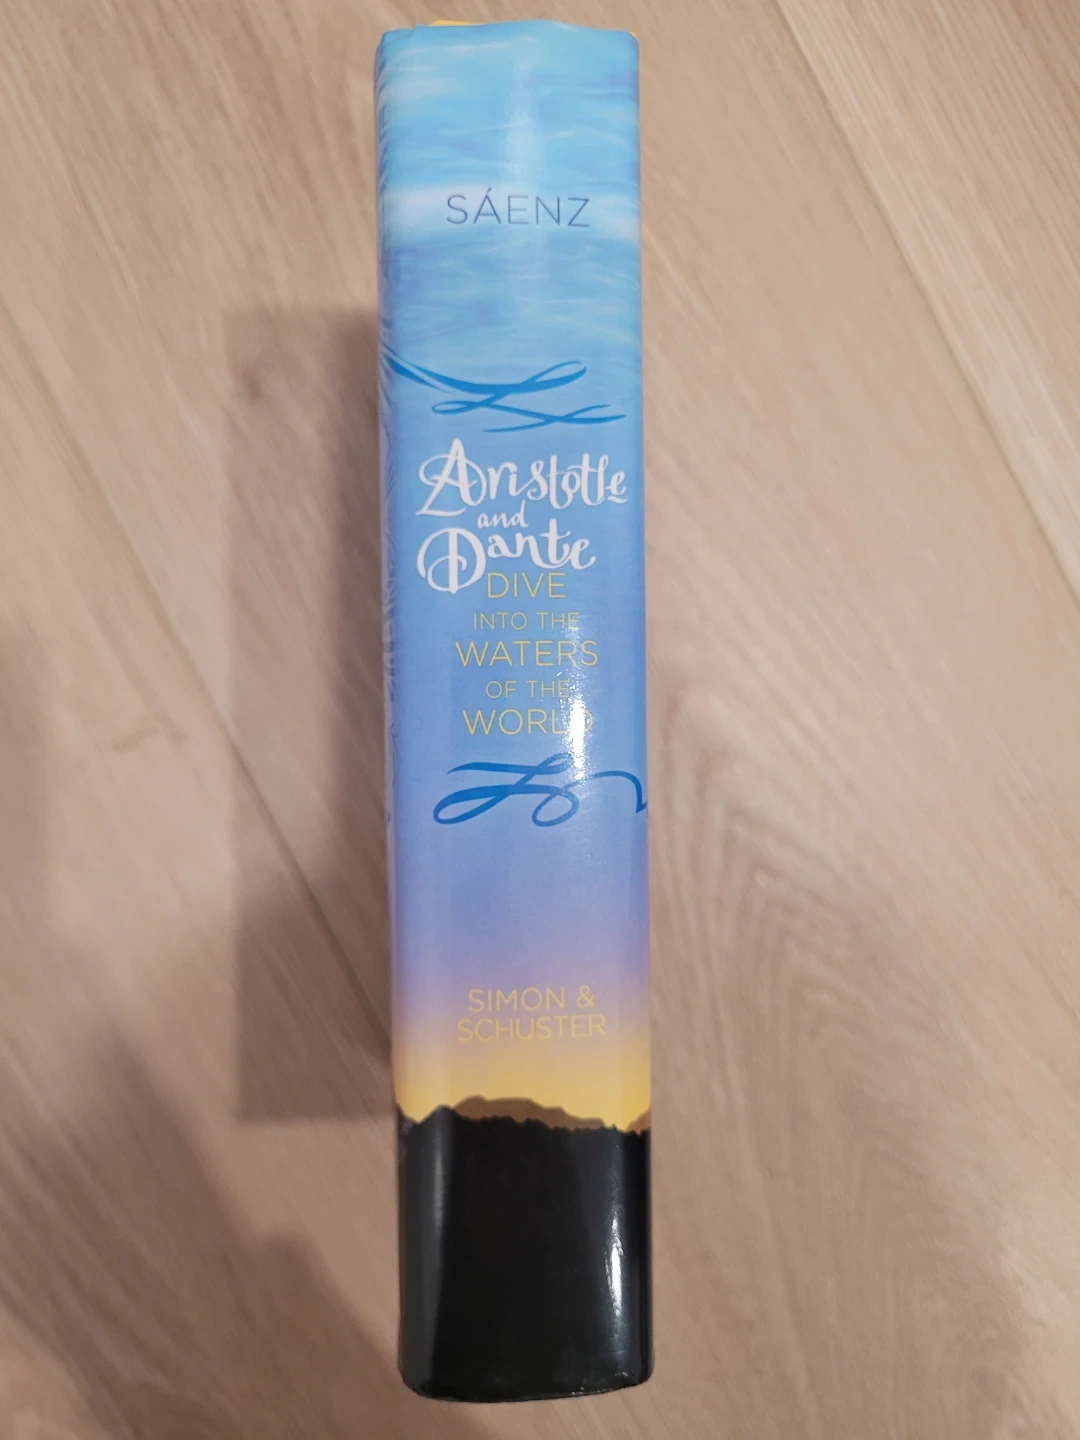 SÁENZ
Aristotle
and
Dante
DIVE
INTO THE
WATERS
OF THE
WORLD
SIMON &
SCHUSTER